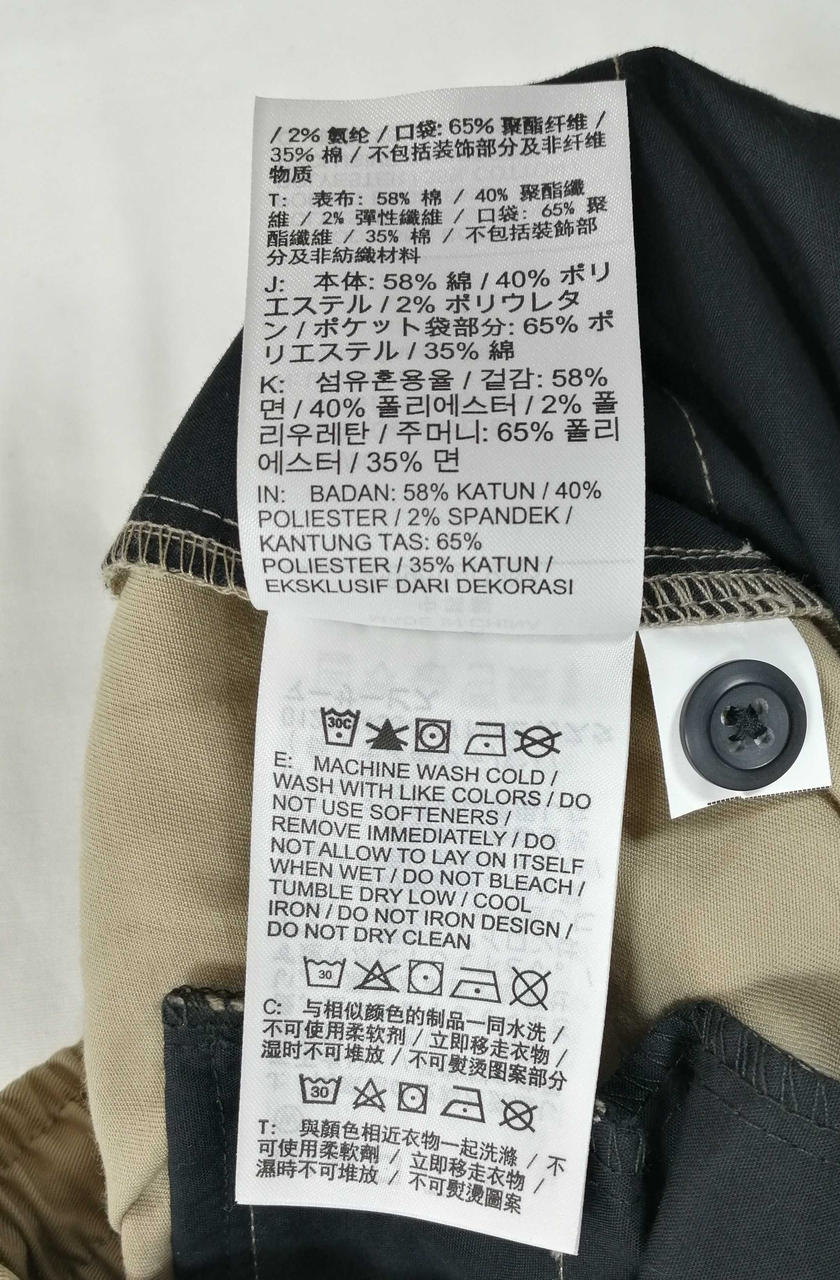 / 2% 氨纶 / 口袋: 65% 聚酯纤维 /
35% 棉 / 不包括装饰部分及非纤维
物质
T: 表布: 58% 棉 / 40% 聚酯纖
維 / 2% 彈性纖維 / 口袋: 65% 聚
酯纖維 / 35% 棉 / 不包括裝飾部
分及非紡織材料
J: 本体: 58% 綿 / 40% ポリ
エステル / 2% ポリウレタ
ン / ポケット袋部分: 65% ポ
リエステル / 35% 綿
K: 섬유혼용율 / 겉감: 58%
면 / 40% 폴리에스터 / 2% 폴
리우레탄 / 주머니: 65% 폴리
에스터 / 35% 면
IN: BADAN: 58% KATUN / 40%
POLIESTER / 2% SPANDEK /
KANTUNG TAS: 65%
POLIESTER / 35% KATUN /
EKSKLUSIF DARI DEKORASI
MADE IN CHINA
30C
E: MACHINE WASH COLD /
WASH WITH LIKE COLORS / DO
NOT USE SOFTENERS /
REMOVE IMMEDIATELY / DO
NOT ALLOW TO LAY ON ITSELF
WHEN WET / DO NOT BLEACH /
TUMBLE DRY LOW / COOL
IRON / DO NOT IRON DESIGN /
DO NOT DRY CLEAN
30
C: 与相似颜色的制品一同水洗 /
不可使用柔软剂 / 立即移走衣物 /
湿时不可堆放 / 不可熨烫图案部分
30
T: 與顏色相近衣物一起洗滌 / 不
可使用柔軟劑 / 立即移走衣物 /
濕時不可堆放 / 不可熨燙圖案